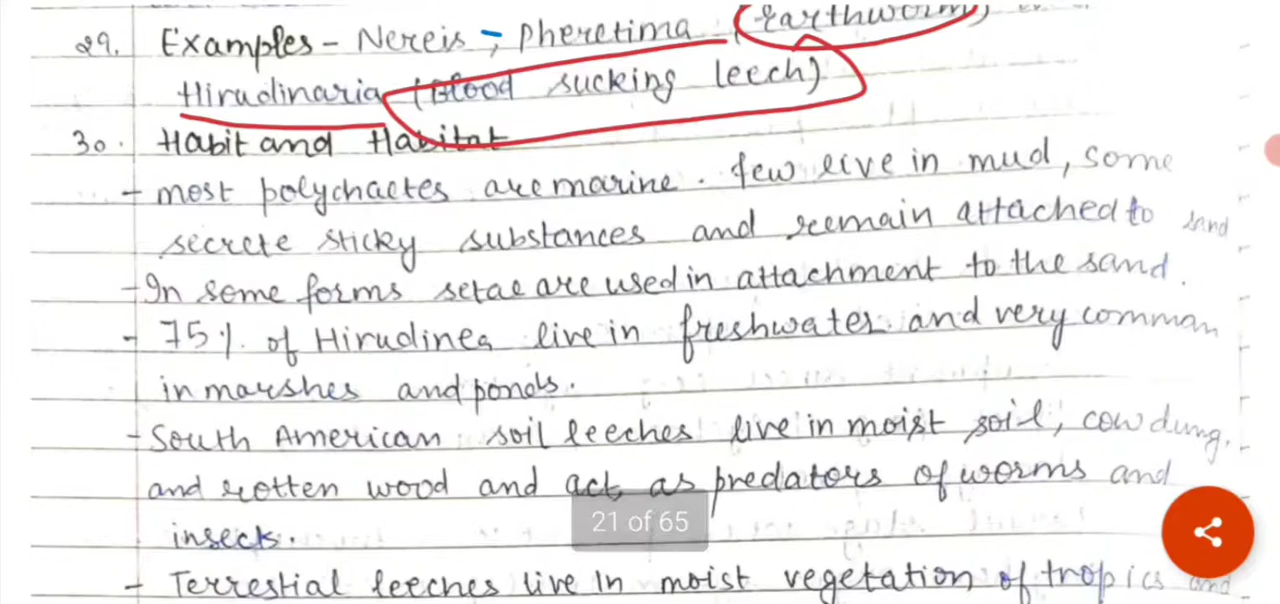 29. Examples - Nereis, Pheretima (Earthworm)
Hirudinaria (Blood sucking leech)
30. Habit and Habitat
- most polychaetes are marine. few live in mud, some
secrete sticky substances and remain attached to sand
- In some forms setae are used in attachment to the sand.
- 75% of Hirudinea live in freshwater and very common
in marshes and ponds.
- South American soil leeches live in moist soil, cow dung,
and rotten wood and act as predators of worms and
insects.
21 of 65
- Terrestial leeches live In moist vegetation of tropics and